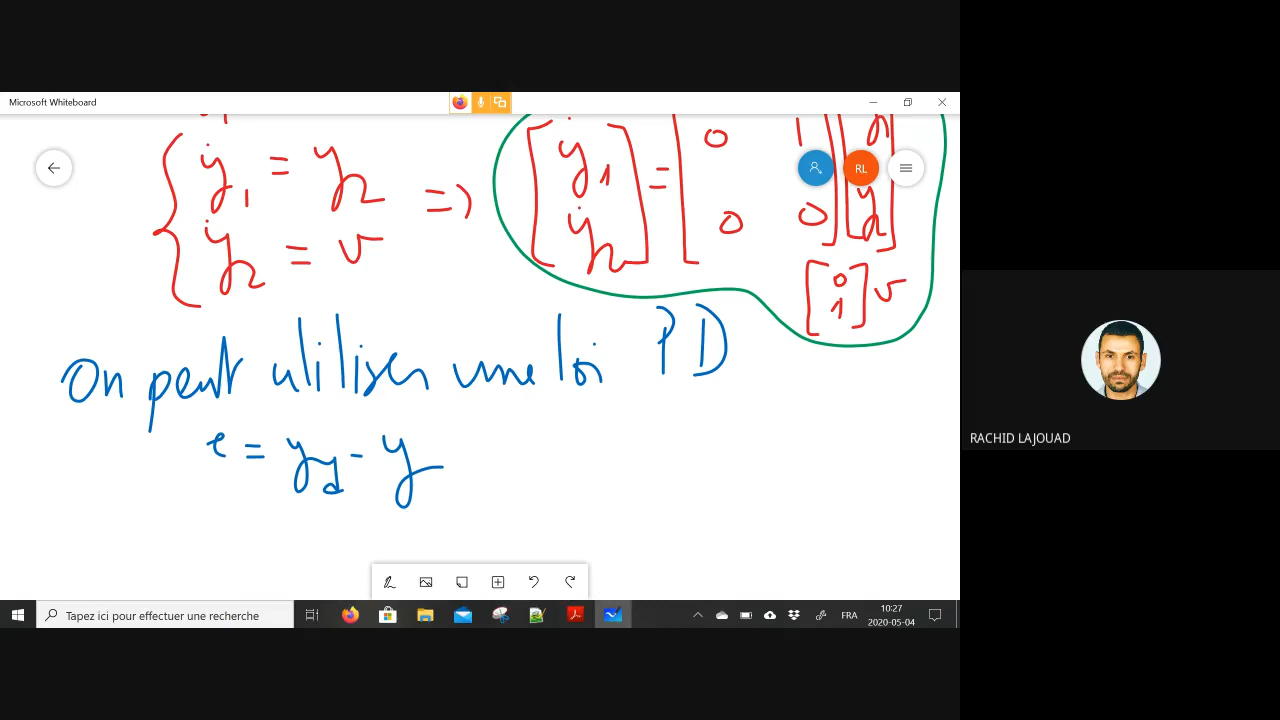 Microsoft Whiteboard
{ ẏ₁ = y₂
ẏ₂ = v
=>
[ ẏ₁
ẏ₂ ] = [ 0 1
0 0 ] [ y₁
y₂ ]
[ 0
1 ] v
RL
On peut utiliser une loi PD
e = y_d - y
RACHID LAJOUAD
Tapez ici pour effectuer une recherche
FRA
10:27
2020-05-04